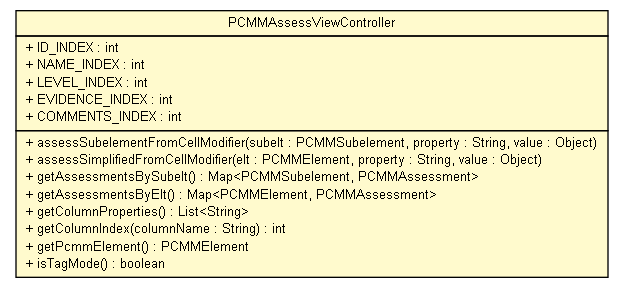 PCMMAssessViewController
+ ID_INDEX : int
+ NAME_INDEX : int
+ LEVEL_INDEX : int
+ EVIDENCE_INDEX : int
+ COMMENTS_INDEX : int
+ assessSubelementFromCellModifier(subelt : PCMMSubelement, property : String, value : Object)
+ assessSimplifiedFromCellModifier(elt : PCMMElement, property : String, value : Object)
+ getAssessmentsBySubelt() : Map<PCMMSubelement, PCMMAssessment>
+ getAssessmentsByElt() : Map<PCMMElement, PCMMAssessment>
+ getColumnProperties() : List<String>
+ getColumnIndex(columnName : String) : int
+ getPcmmElement() : PCMMElement
+ isTagMode() : boolean